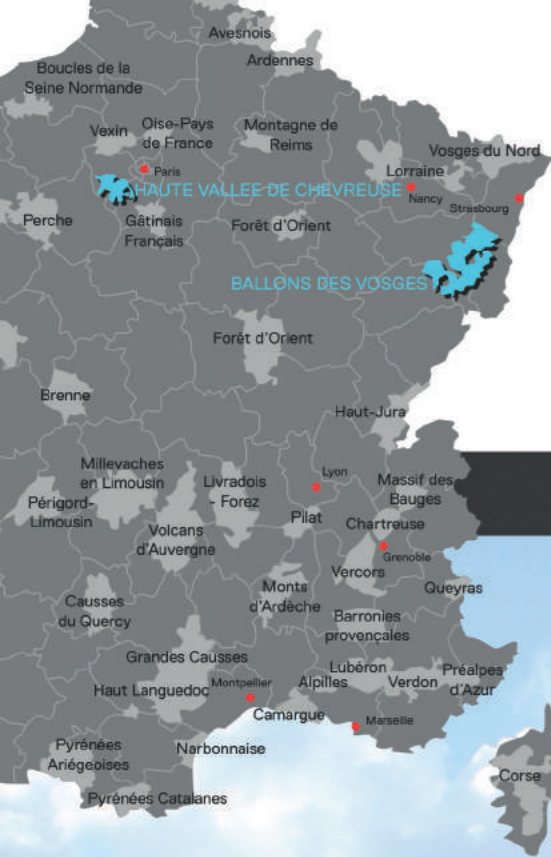 Avesnois
Ardennes
Boucles de la
Seine Normande
Vexin
Oise-Pays
de France
Montagne de
Reims
Vosges du Nord
Lorraine
Paris
HAUTE VALLEE DE CHEVREUSE
Nancy
Strasbourg
Perche
Gâtinais
Français
Forêt d'Orient
BALLONS DES VOSGES
Forêt d'Orient
Brenne
Haut-Jura
Millevaches
en Limousin
Périgord-
Limousin
Livradois
- Forez
Lyon
Massif des
Bauges
Pilat
Chartreuse
Volcans
d'Auvergne
Grenoble
Vercors
Monts
d'Ardèche
Queyras
Causses
du Quercy
Barronies
provençales
Grandes Causses
Lubéron
Préalpes
d'Azur
Haut Languedoc
Montpellier
Alpilles
Verdon
Camargue
Marseille
Pyrénées
Ariégeoises
Narbonnaise
Corse
Pyrénées Catalanes